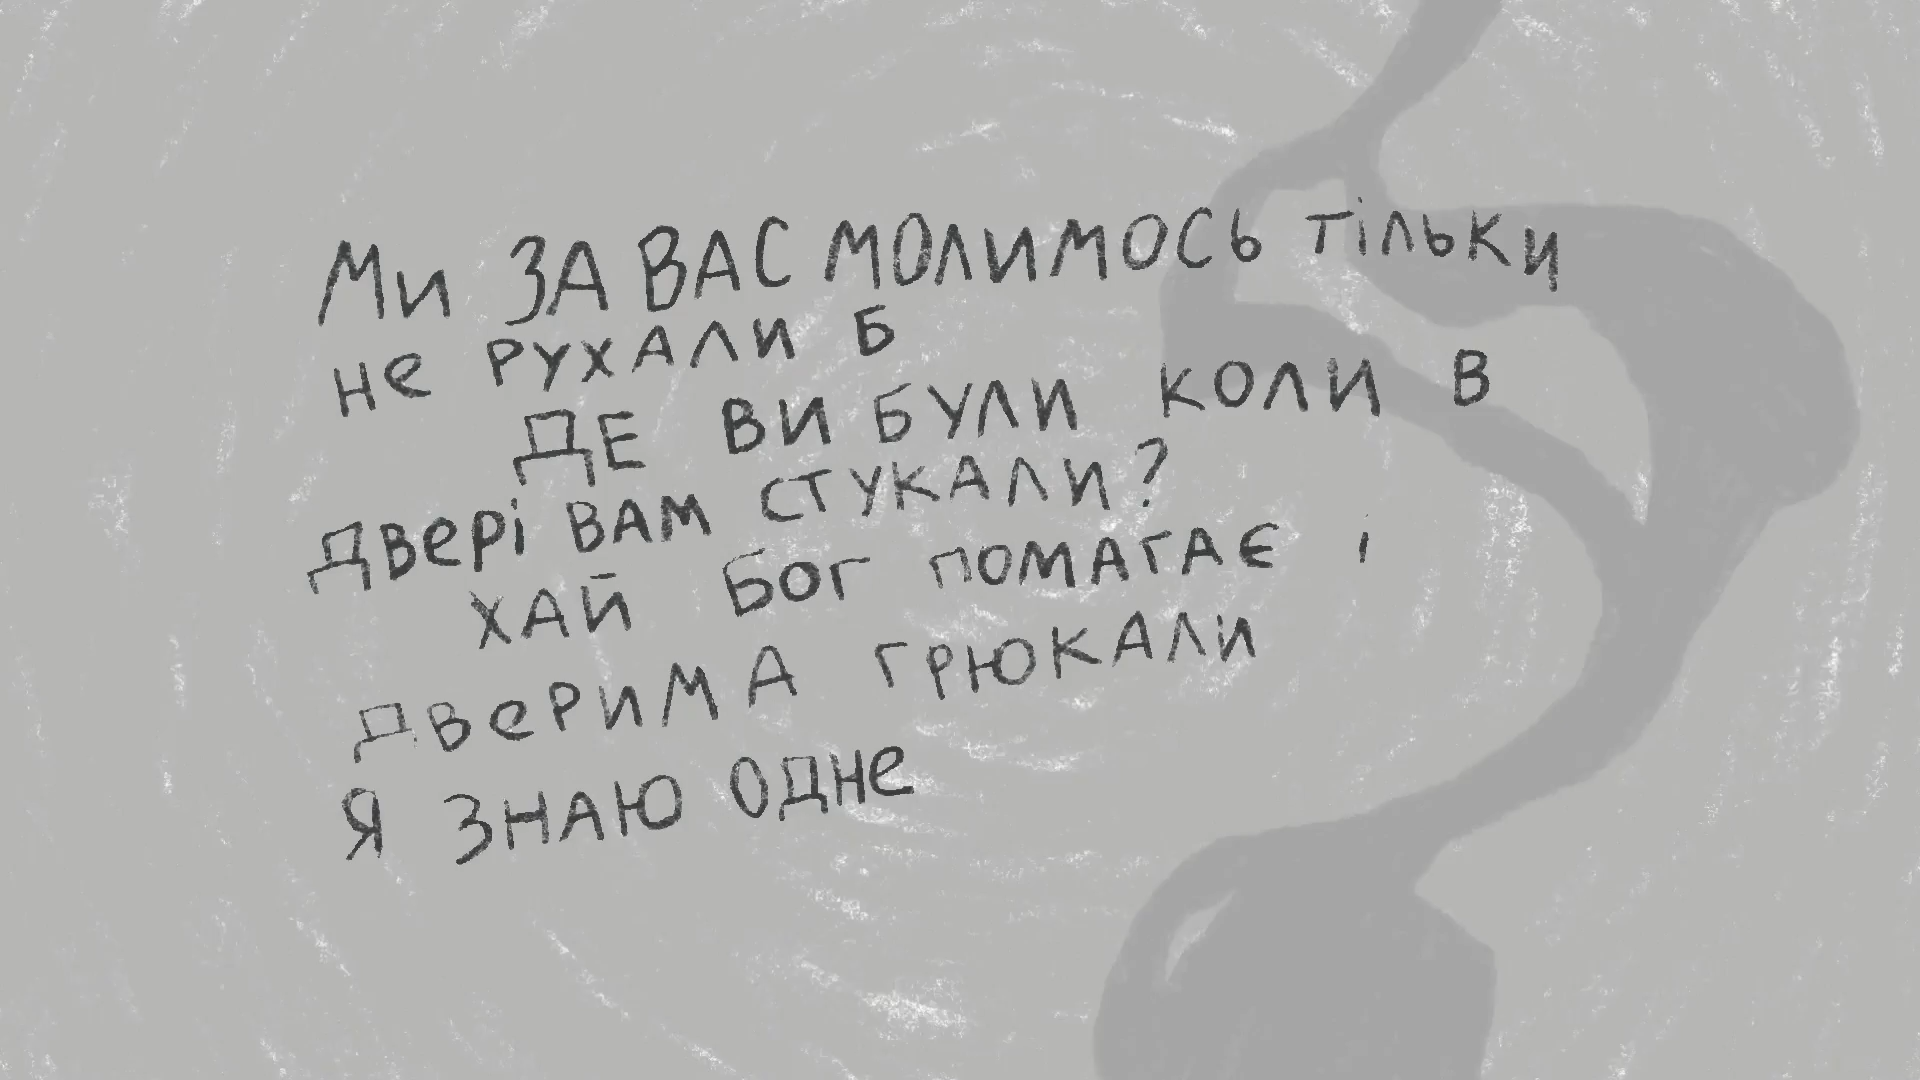 Ми ЗА ВАС МОЛИМОСЬ тільки
не рухали б
ДЕ ВИ БУЛИ КОЛИ В
двері ВАМ СТУКАЛИ?
ХАЙ БОГ ПОМАГАЄ і
дверима грюкали
Я ЗНАЮ ОДНе